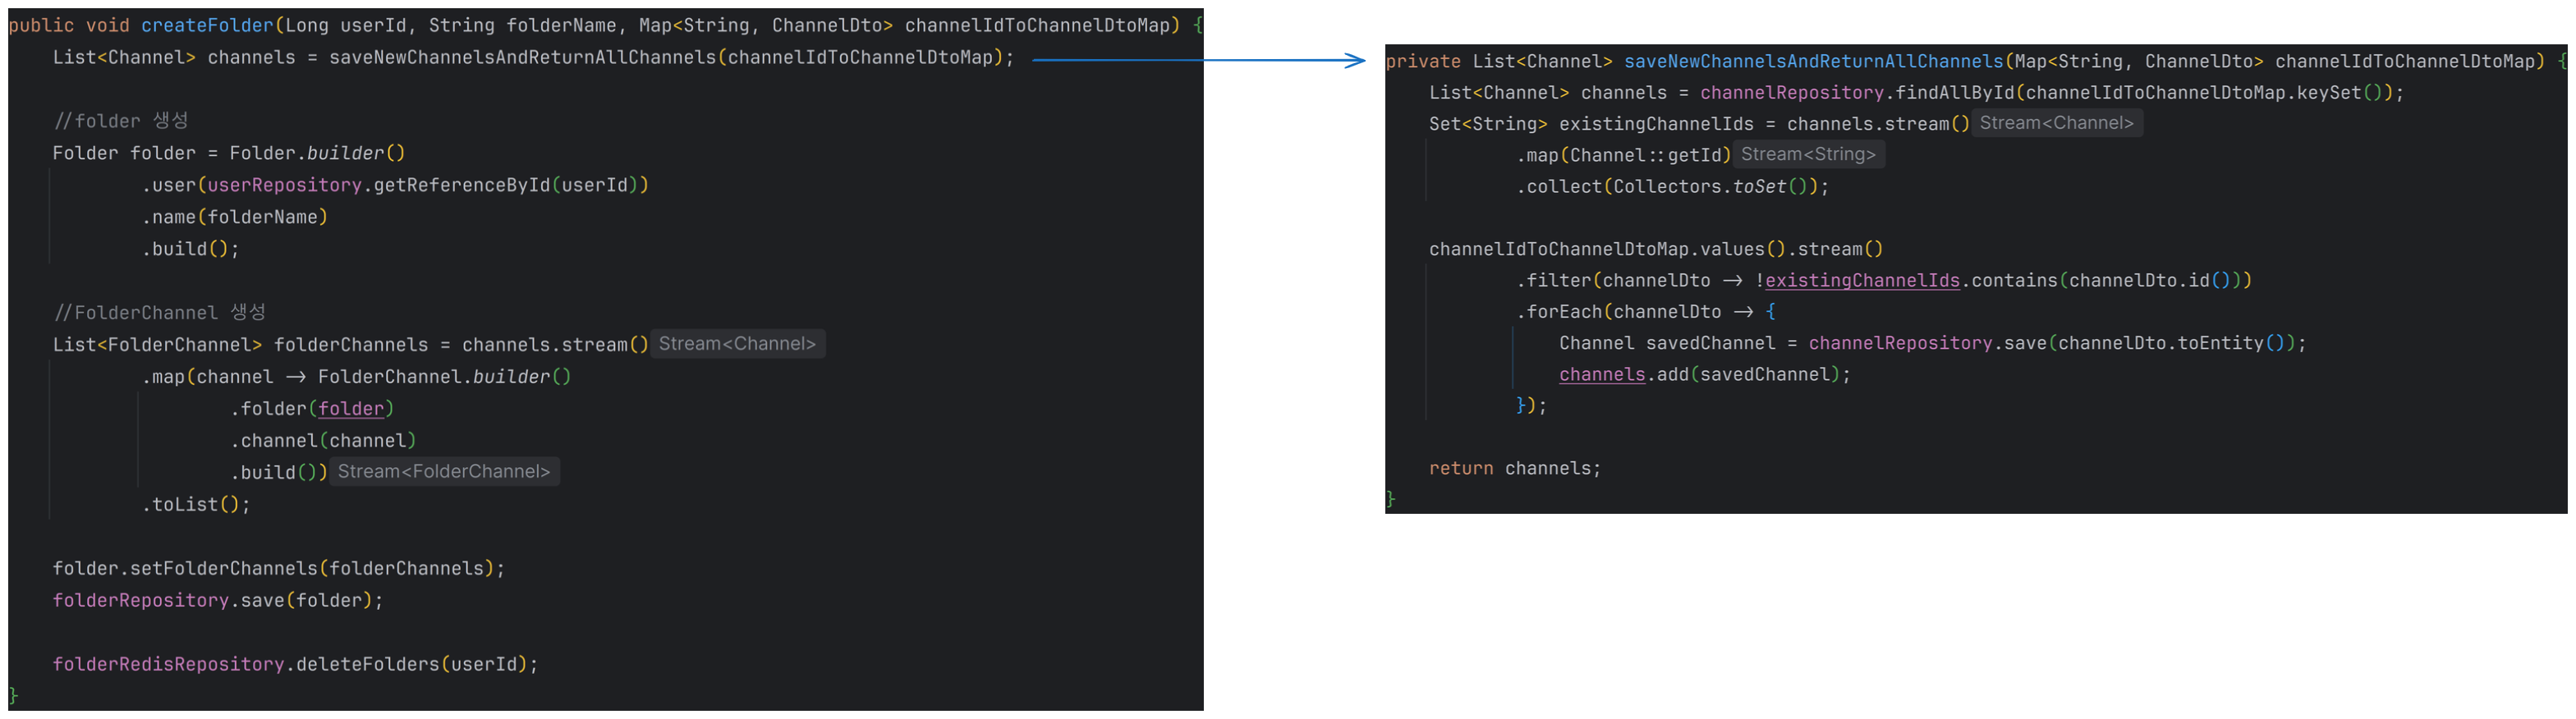 public void createFolder(Long userId, String folderName, Map<String, ChannelDto> channelIdToChannelDtoMap) {
    List<Channel> channels = saveNewChannelsAndReturnAllChannels(channelIdToChannelDtoMap);
    //folder 생성
    Folder folder = Folder.builder()
            .user(userRepository.getReferenceById(userId))
            .name(folderName)
            .build();
    //FolderChannel 생성
    List<FolderChannel> folderChannels = channels.stream() Stream<Channel>
            .map(channel -> FolderChannel.builder()
                    .folder(folder)
                    .channel(channel)
                    .build()) Stream<FolderChannel>
            .toList();
    folder.setFolderChannels(folderChannels);
    folderRepository.save(folder);
    folderRedisRepository.deleteFolders(userId);
}
private List<Channel> saveNewChannelsAndReturnAllChannels(Map<String, ChannelDto> channelIdToChannelDtoMap) {
    List<Channel> channels = channelRepository.findAllById(channelIdToChannelDtoMap.keySet());
    Set<String> existingChannelIds = channels.stream() Stream<Channel>
            .map(Channel::getId) Stream<String>
            .collect(Collectors.toSet());
    channelIdToChannelDtoMap.values().stream()
            .filter(channelDto -> !existingChannelIds.contains(channelDto.id()))
            .forEach(channelDto -> {
                Channel savedChannel = channelRepository.save(channelDto.toEntity());
                channels.add(savedChannel);
            });
    return channels;
}